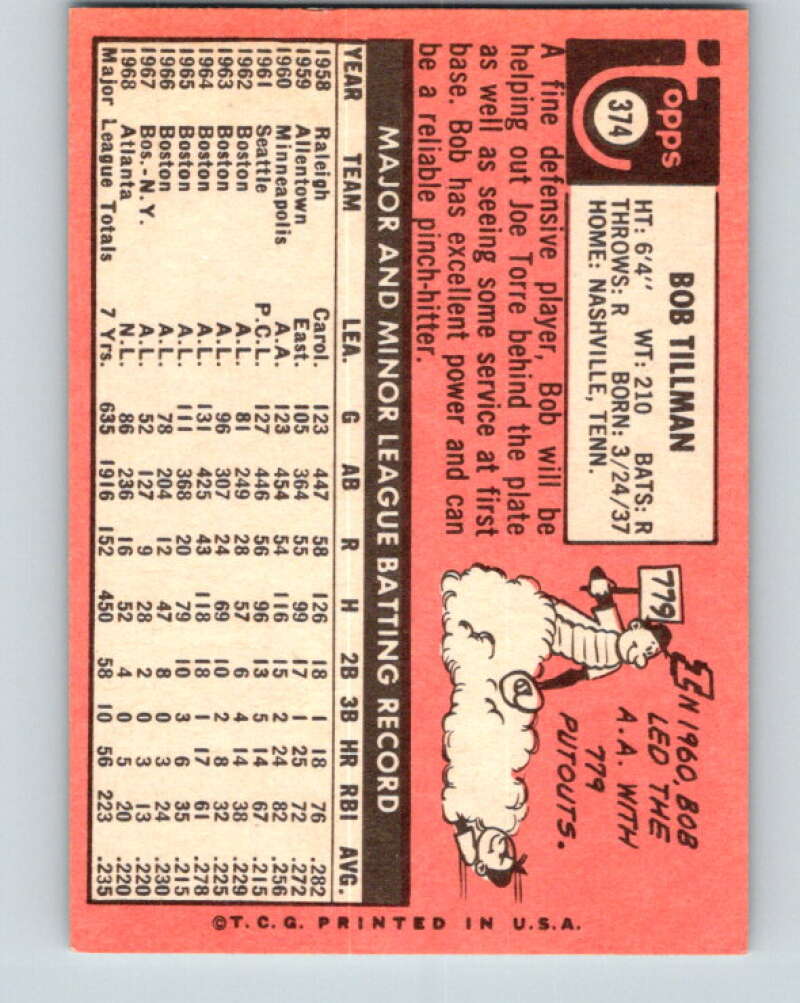 Topps
374
BOB TILLMAN
HT: 6'4" WT: 210 BATS: R
THROWS: R BORN: 3/24/37
HOME: NASHVILLE, TENN.
A fine defensive player, Bob will be
helping out Joe Torre behind the plate
as well as seeing some service at first
base. Bob has excellent power and can
be a reliable pinch-hitter.
779
IN 1960, BOB
LED THE
A.A. WITH
779
PUTOUTS.
MAJOR AND MINOR LEAGUE BATTING RECORD
YEAR TEAM LEA. G AB R H 2B 3B HR RBI AVG.
1958 Raleigh Carol. 123 447 58 126 18 1 18 76 .282
1959 Allentown East. 105 364 55 99 17 1 25 72 .272
1960 Minneapolis A.A. 123 454 54 116 15 2 24 82 .256
1961 Seattle P.C.L. 127 446 56 96 13 5 14 67 .215
1962 Boston A.L. 81 249 28 57 6 4 14 38 .229
1963 Boston A.L. 96 307 24 69 10 2 8 32 .225
1964 Boston A.L. 131 425 43 118 18 1 17 61 .278
1965 Boston A.L. 111 368 20 79 10 3 6 35 .215
1966 Boston A.L. 78 204 12 47 8 0 3 24 .230
1967 Bos.-N.Y. A.L. 52 127 9 28 2 0 3 13 .220
1968 Atlanta N.L. 86 236 16 52 4 0 5 20 .220
Major League Totals 7 Yrs. 635 1916 152 450 58 10 56 223 .235
©T.C.G. PRINTED IN U.S.A.